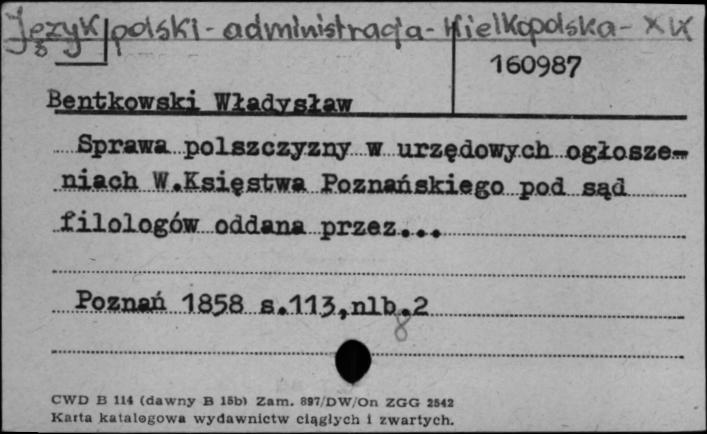 Język polski - administracja - Wielkopolska - XIX
160987
Bentkowski Władysław
Sprawa polszczyzny w urzędowych ogłosze-
niach W.Księstwa Poznańskiego pod sąd
filologów oddana przez...
Poznań 1858 s.113,nlb.2
8
CWD B 114 (dawny B 15b) Zam. 897/DW/On ZGG 2542
Karta katalogowa wydawnictw ciągłych i zwartych.